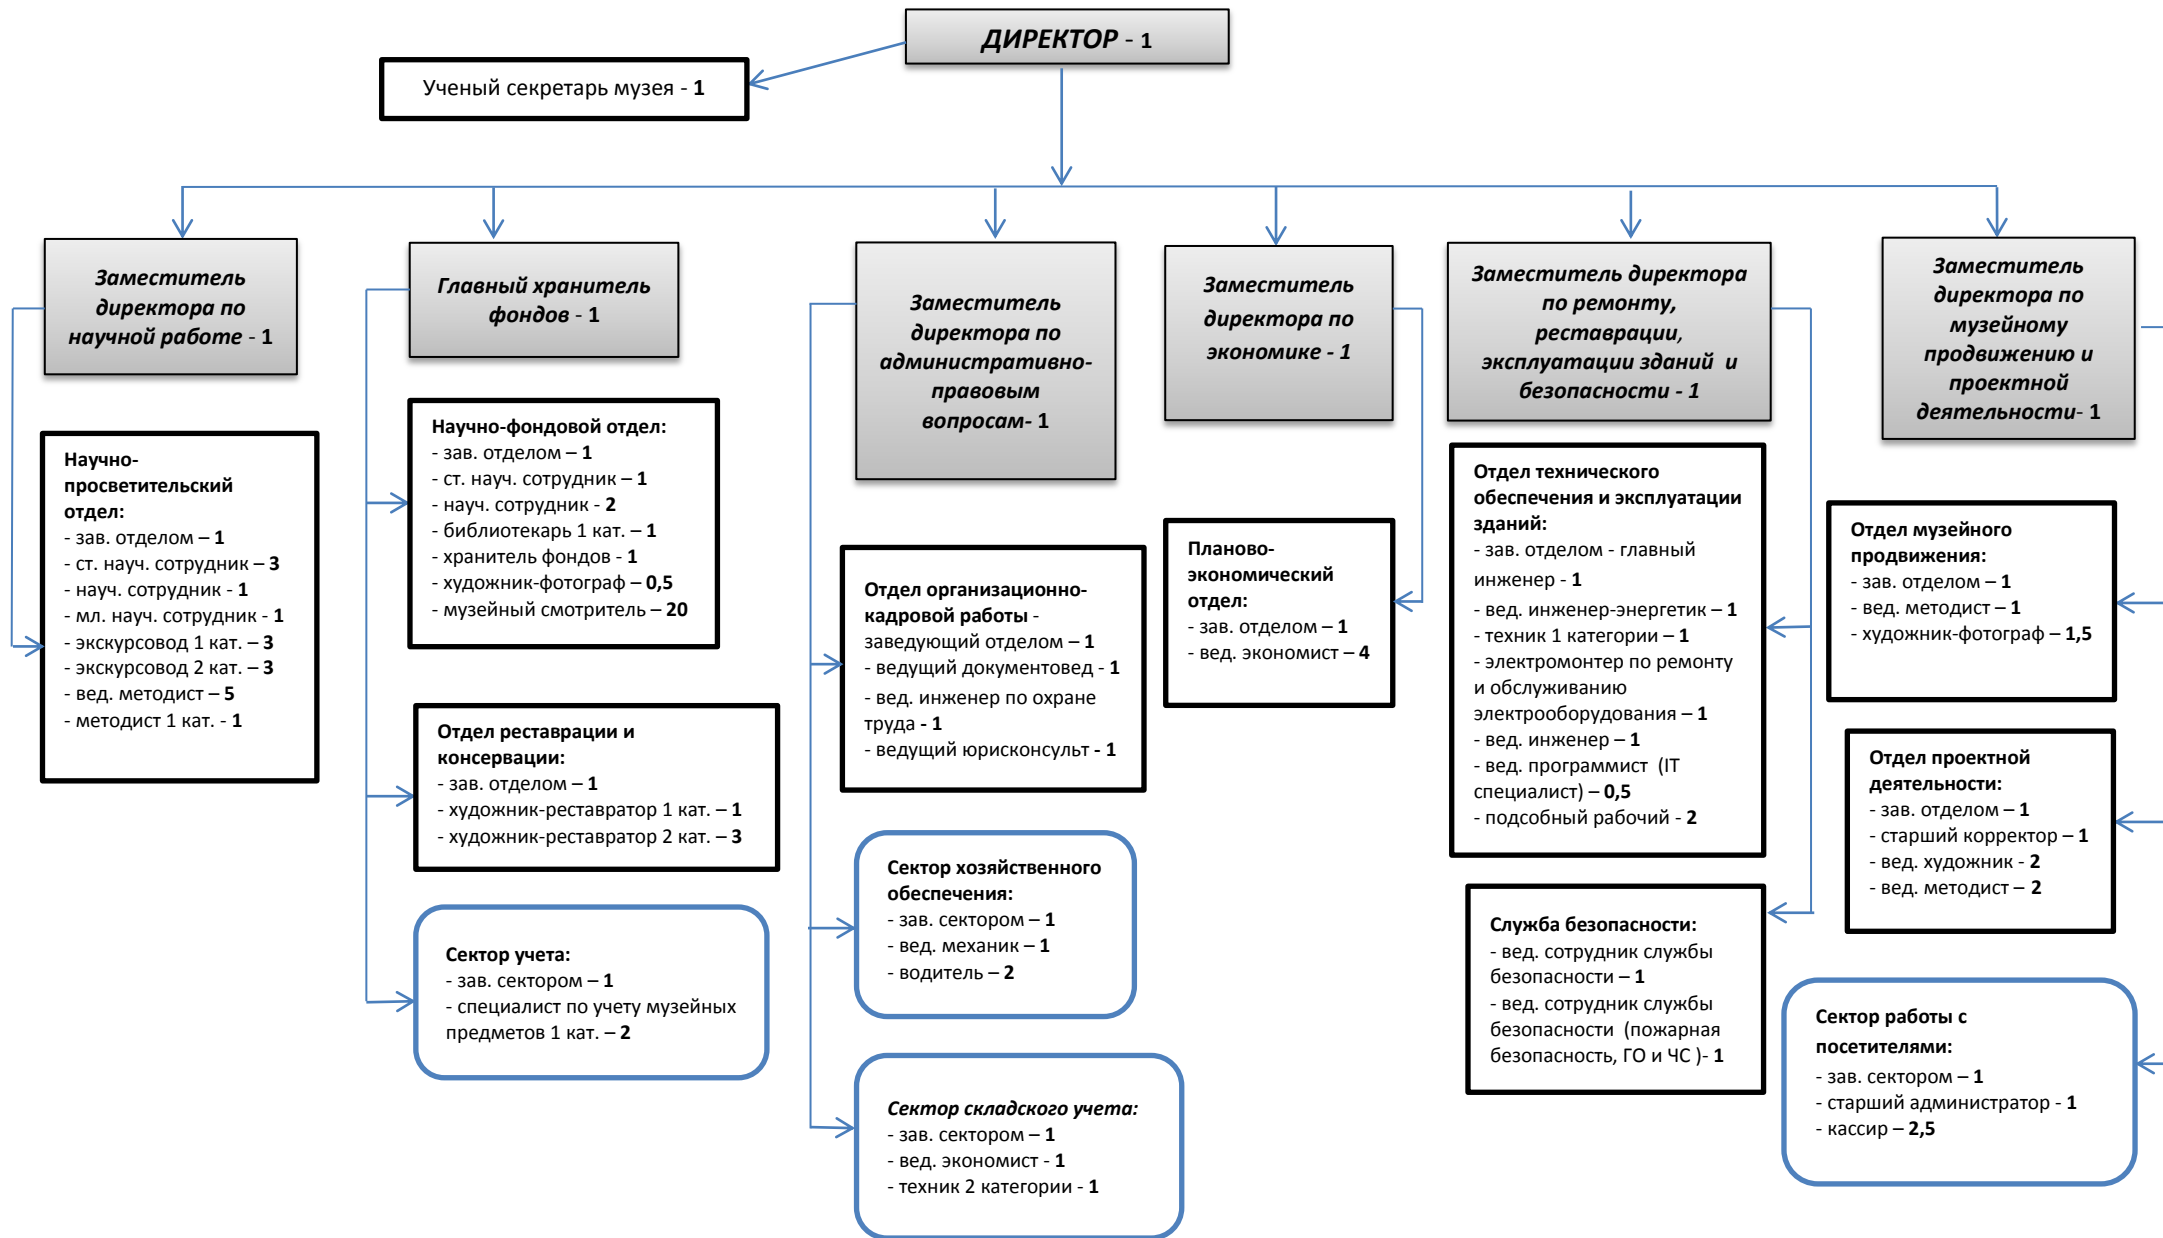 ДИРЕКТОР - 1
Ученый секретарь музея - 1
Заместитель
директора по
научной работе - 1
Главный хранитель
фондов - 1
Заместитель
директора по
административно-
правовым
вопросам- 1
Заместитель
директора по
экономике - 1
Заместитель директора
по ремонту,
реставрации,
эксплуатации зданий и
безопасности - 1
Заместитель
директора по
музейному
продвижению и
проектной
деятельности- 1
Научно-
просветительский
отдел:
- зав. отделом – 1
- ст. науч. сотрудник – 3
- науч. сотрудник - 1
- мл. науч. сотрудник - 1
- экскурсовод 1 кат. – 3
- экскурсовод 2 кат. – 3
- вед. методист – 5
- методист 1 кат. - 1
Научно-фондовой отдел:
- зав. отделом – 1
- ст. науч. сотрудник – 1
- науч. сотрудник - 2
- библиотекарь 1 кат. – 1
- хранитель фондов - 1
- художник-фотограф – 0,5
- музейный смотритель – 20
Отдел реставрации и
консервации:
- зав. отделом – 1
- художник-реставратор 1 кат. – 1
- художник-реставратор 2 кат. – 3
Сектор учета:
- зав. сектором – 1
- специалист по учету музейных
предметов 1 кат. – 2
Отдел организационно-
кадровой работы -
заведующий отделом – 1
- ведущий документовед - 1
- вед. инженер по охране
труда - 1
- ведущий юрисконсульт - 1
Сектор хозяйственного
обеспечения:
- зав. сектором – 1
- вед. механик – 1
- водитель – 2
Сектор складского учета:
- зав. сектором – 1
- вед. экономист - 1
- техник 2 категории - 1
Планово-
экономический
отдел:
- зав. отделом – 1
- вед. экономист – 4
Отдел технического
обеспечения и эксплуатации
зданий:
- зав. отделом - главный
инженер - 1
- вед. инженер-энергетик – 1
- техник 1 категории – 1
- электромонтер по ремонту
и обслуживанию
электрооборудования – 1
- вед. инженер – 1
- вед. программист (IT
специалист) – 0,5
- подсобный рабочий - 2
Служба безопасности:
- вед. сотрудник службы
безопасности – 1
- вед. сотрудник службы
безопасности (пожарная
безопасность, ГО и ЧС )- 1
Отдел музейного
продвижения:
- зав. отделом – 1
- вед. методист – 1
- художник-фотограф – 1,5
Отдел проектной
деятельности:
- зав. отделом – 1
- старший корректор – 1
- вед. художник - 2
- вед. методист – 2
Сектор работы с
посетителями:
- зав. сектором – 1
- старший администратор - 1
- кассир – 2,5